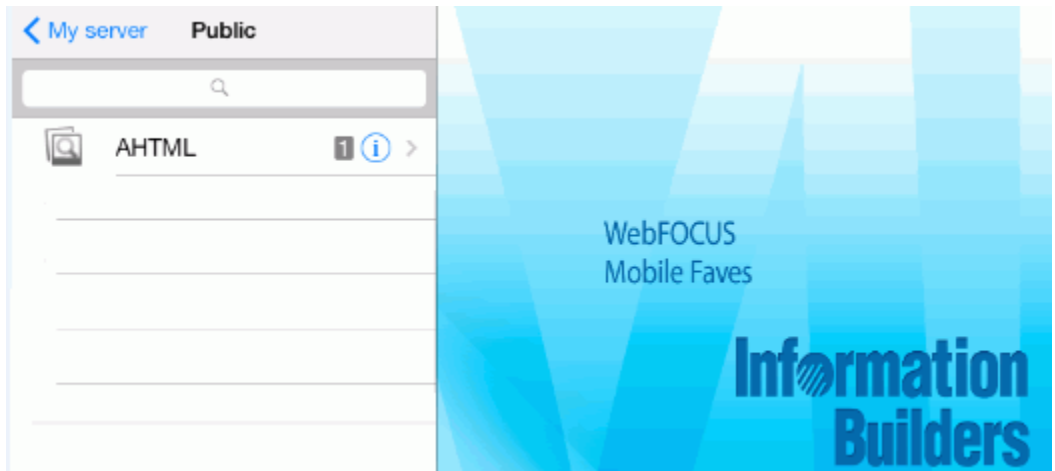 My server Public
AHTML 1 i
WebFOCUS
Mobile Faves
Information
Builders